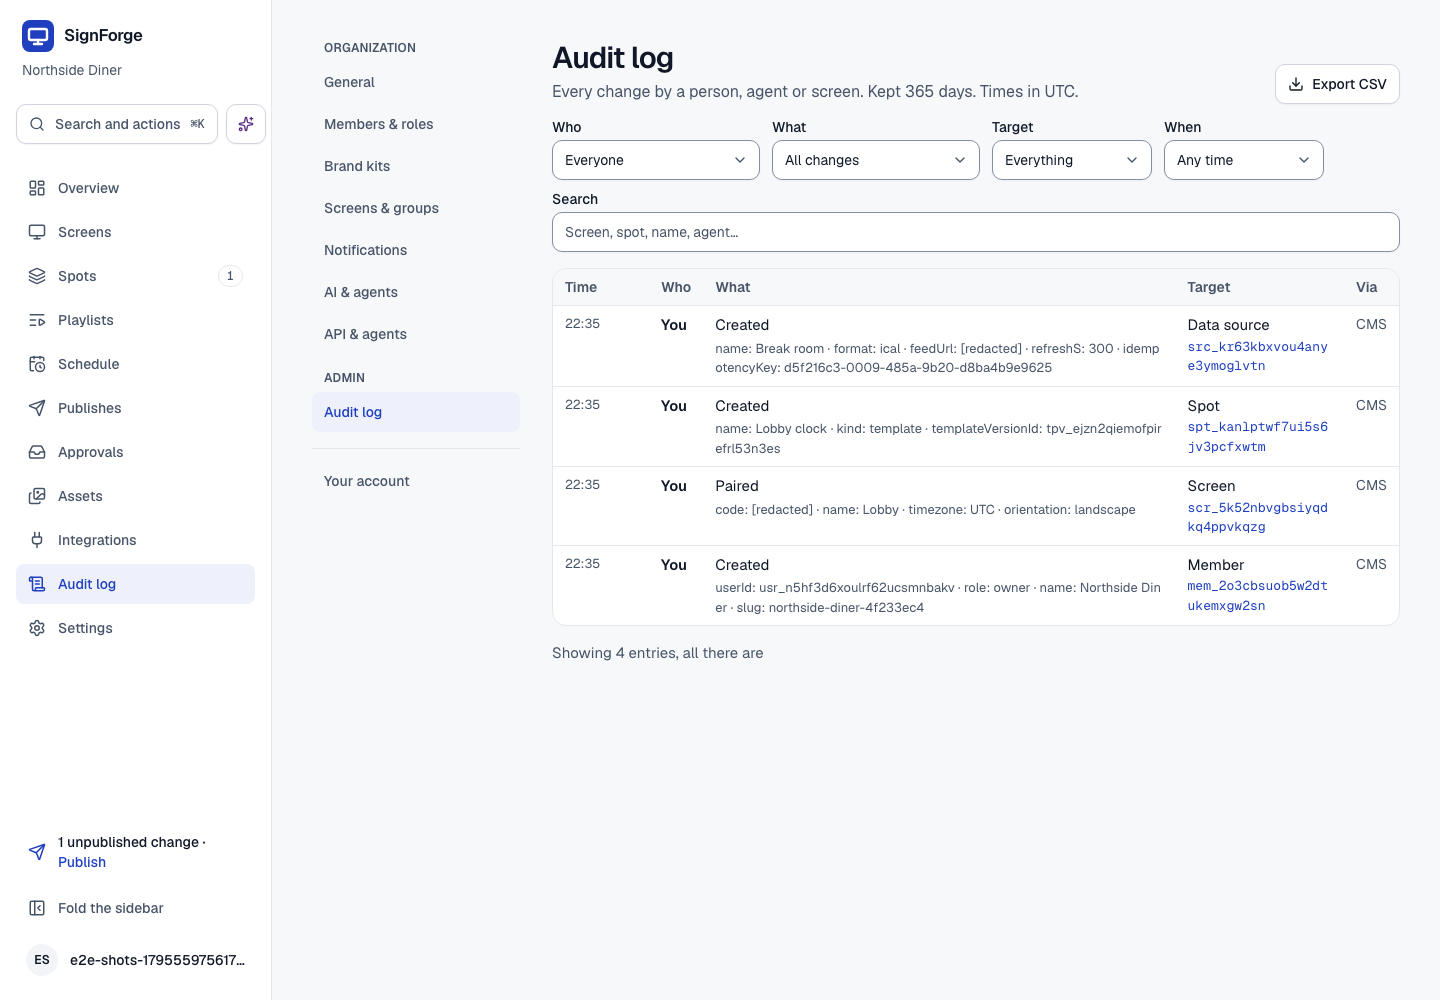 SignForge
Northside Diner
Search and actions ⌘K
Overview
Screens
Spots 1
Playlists
Schedule
Publishes
Approvals
Assets
Integrations
Audit log
Settings
1 unpublished change ·
Publish
Fold the sidebar
ES e2e-shots-179555975617…
ORGANIZATION
General
Members & roles
Brand kits
Screens & groups
Notifications
AI & agents
API & agents
ADMIN
Audit log
Your account
Audit log
Every change by a person, agent or screen. Kept 365 days. Times in UTC.
Export CSV
Who What Target When
Everyone All changes Everything Any time
Search
Screen, spot, name, agent…
Time Who What Target Via
22:35 You Created Data source CMS
name: Break room · format: ical · feedUrl: [redacted] · refreshS: 300 · idemp src_kr63kbxvou4any
otencyKey: d5f216c3-0009-485a-9b20-d8ba4b9e9625 e3ymoglvtn
22:35 You Created Spot CMS
name: Lobby clock · kind: template · templateVersionId: tpv_ejzn2qiemofpir spt_kanlptwf7ui5s6
efrl53n3es jv3pcfxwtm
22:35 You Paired Screen CMS
code: [redacted] · name: Lobby · timezone: UTC · orientation: landscape scr_5k52nbvgbsiyqd
kq4ppvkqzg
22:35 You Created Member CMS
userId: usr_n5hf3d6xoulrf62ucsmnbakv · role: owner · name: Northside Din mem_2o3cbsuob5w2dt
er · slug: northside-diner-4f233ec4 ukemxgw2sn
Showing 4 entries, all there are